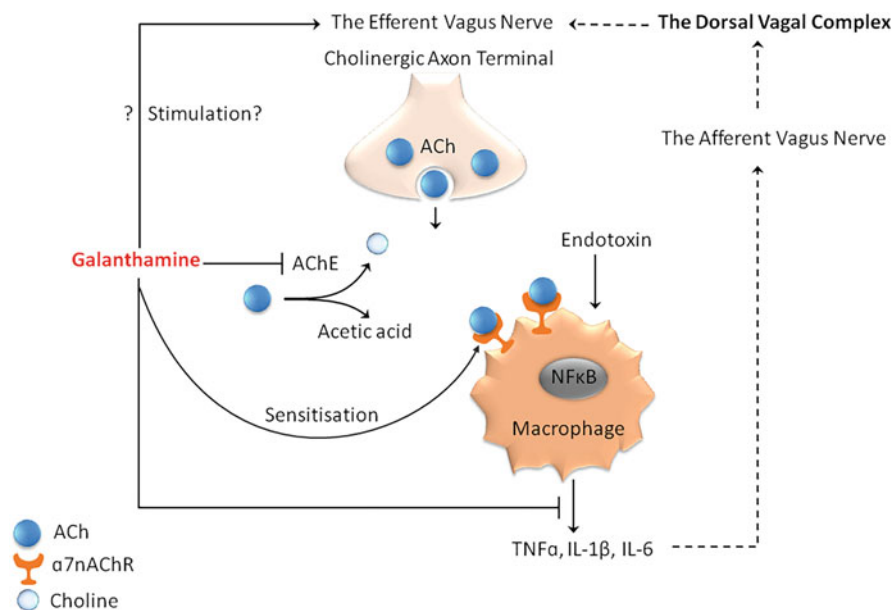 The Efferent Vagus Nerve
The Dorsal Vagal Complex
Cholinergic Axon Terminal
? Stimulation?
ACh
The Afferent Vagus Nerve
Endotoxin
Galanthamine
AChE
Acetic acid
NFκB
Sensitisation
Macrophage
ACh
TNFα, IL-1β, IL-6
α7nAChR
Choline